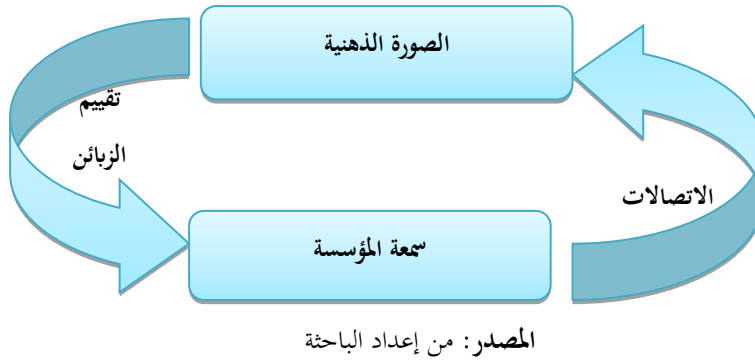 الصورة الذهنية
تقييم
الزبائن
الاتصالات
سمعة المؤسسة
المصدر: من إعداد الباحثة